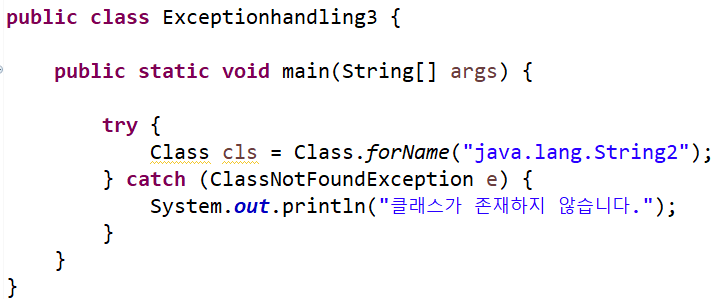 public class Exceptionhandling3 {
public static void main(String[] args) {
try {
Class cls = Class.forName("java.lang.String2");
} catch (ClassNotFoundException e) {
System.out.println("클래스가 존재하지 않습니다.");
}
}
}